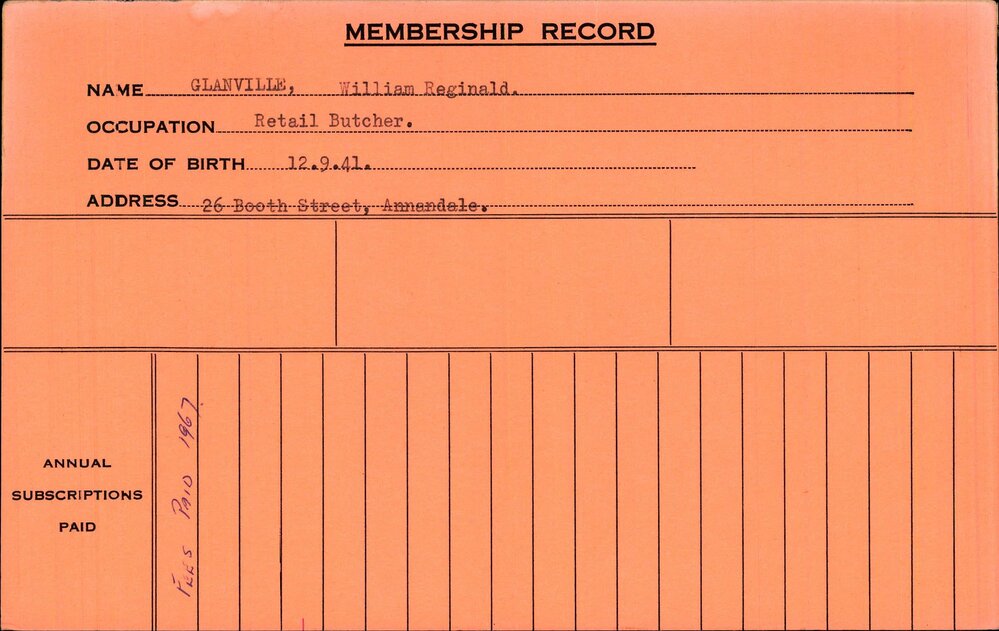 MEMBERSHIP RECORD
NAME GLANVILLE, William Reginald.
OCCUPATION Retail Butcher.
DATE OF BIRTH 12.9.41.
ADDRESS 26 Booth Street, Annandale.
ANNUAL
SUBSCRIPTIONS
PAID
FEES PAID 1967